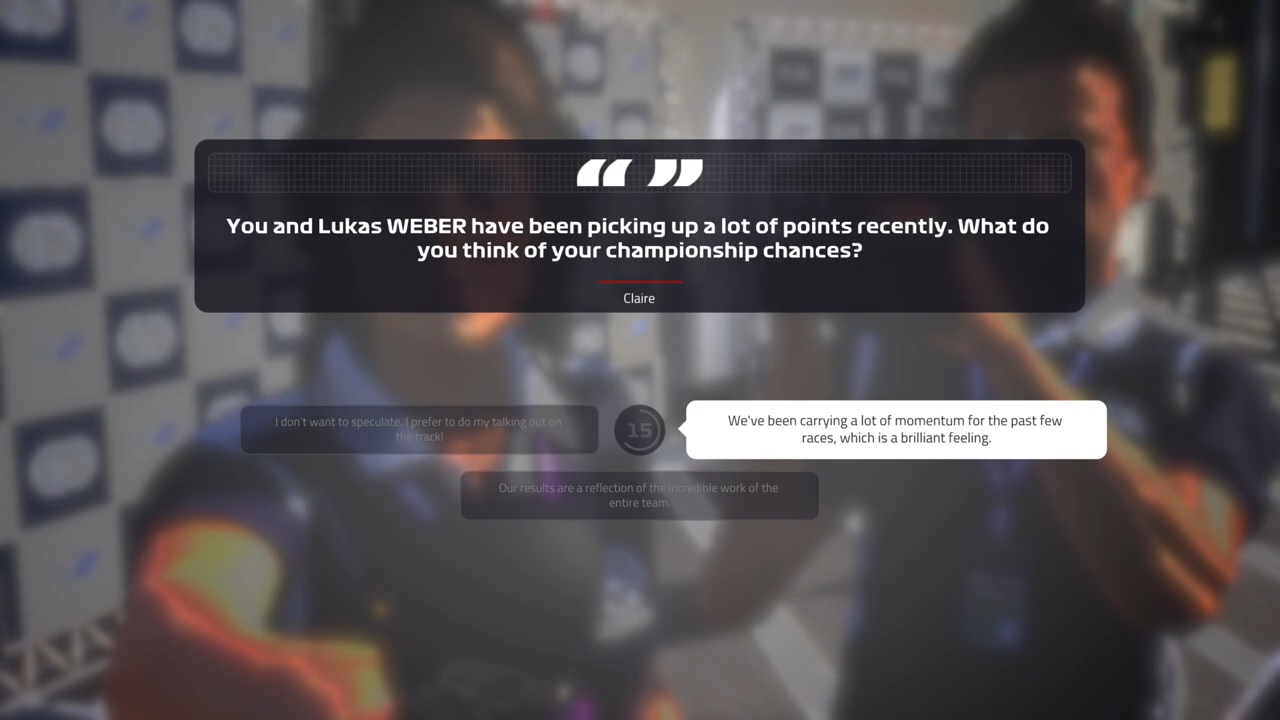 You and Lukas WEBER have been picking up a lot of points recently. What do
you think of your championship chances?
Claire
I don't want to speculate. I prefer to do my talking out on
the track!
15
We've been carrying a lot of momentum for the past few
races, which is a brilliant feeling.
Our results are a reflection of the incredible work of the
entire team.